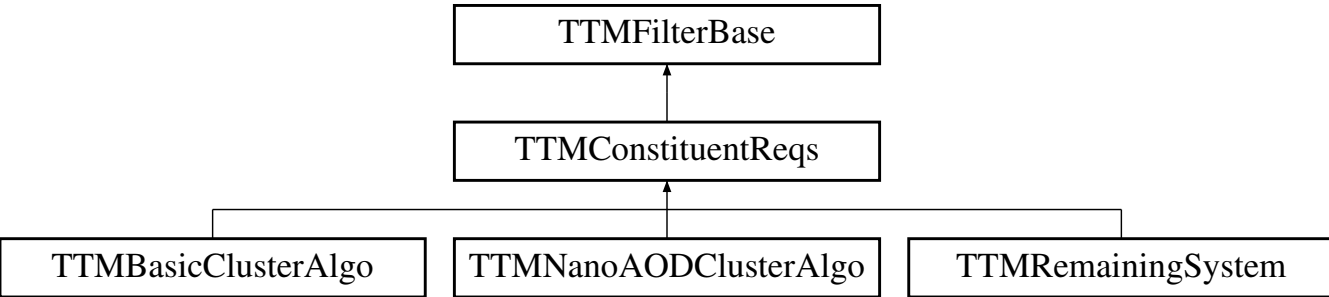 TTMFilterBase
TTMConstituentReqs
TTMBasicClusterAlgo
TTMNanoAODClusterAlgo
TTMRemainingSystem